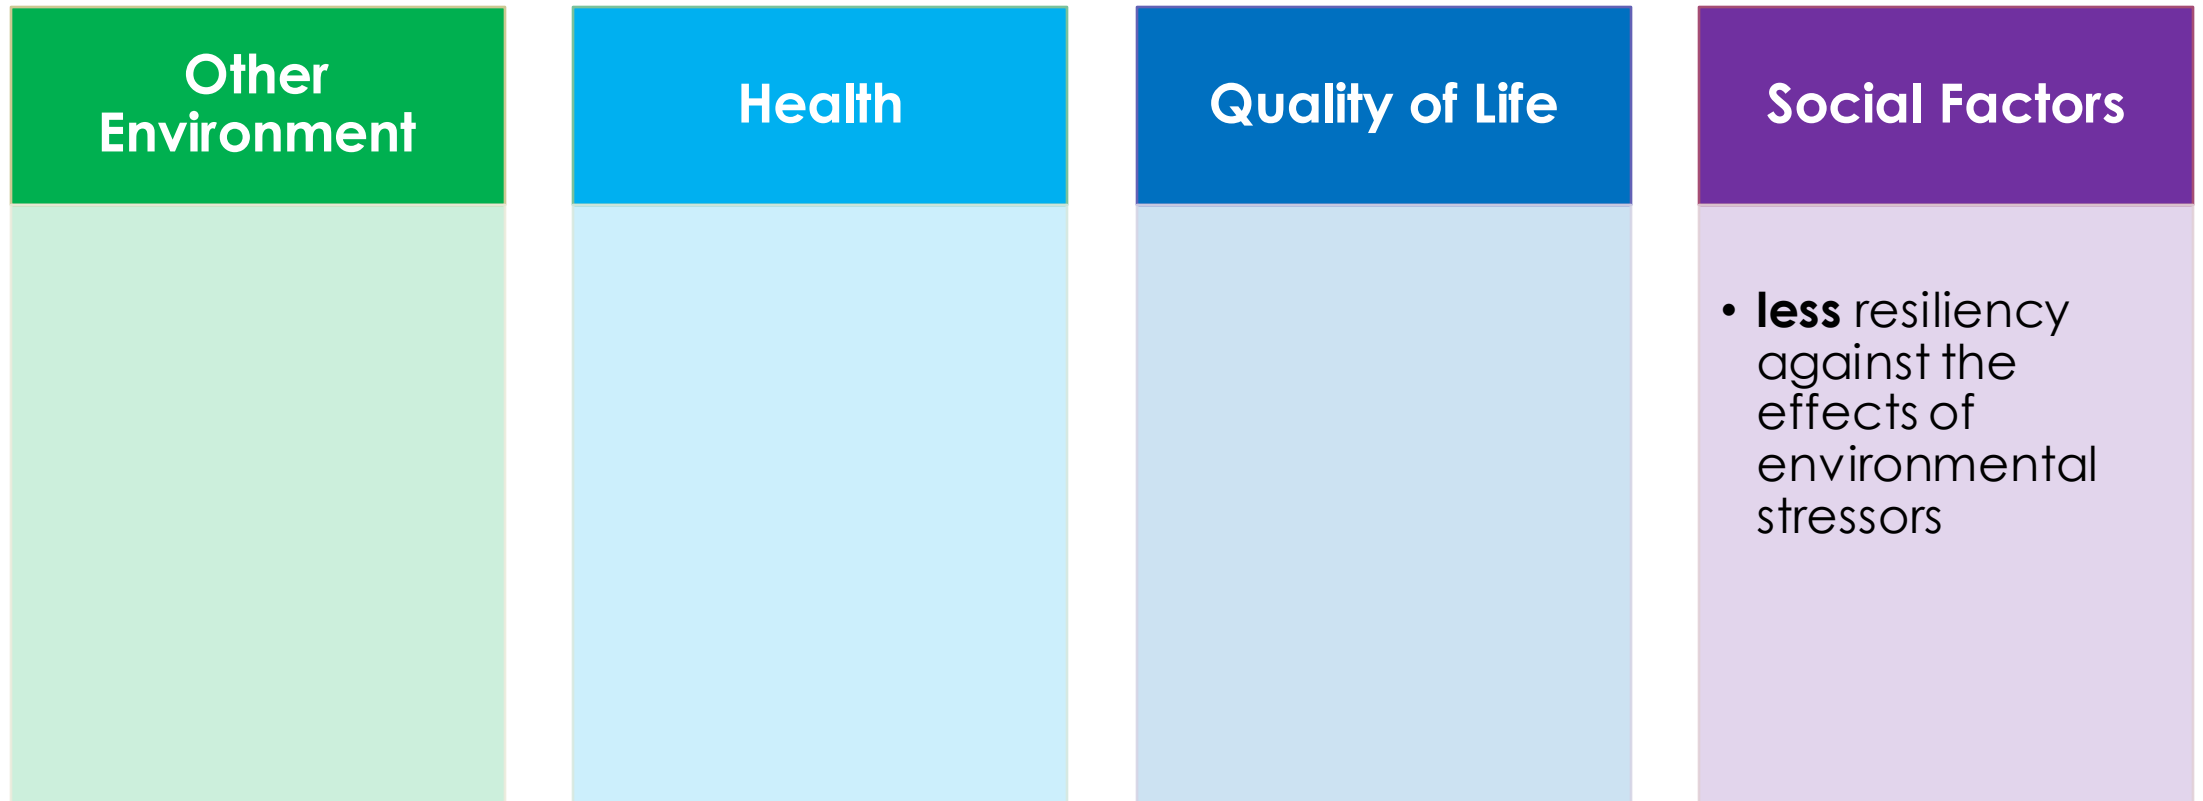 Other
Environment
Health
Quality of Life
Social Factors
• less resiliency
against the
effects of
environmental
stressors